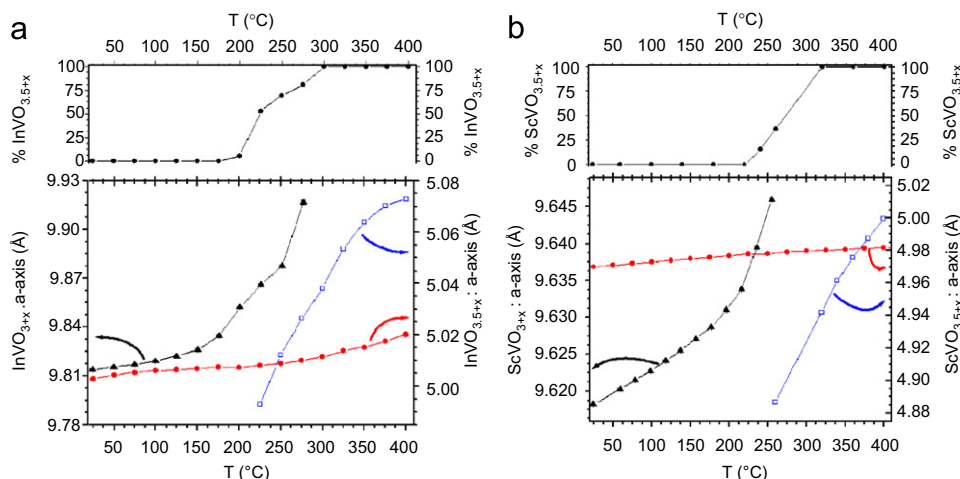 a
T (°C)
50 100 150 200 250 300 350 400
% InVO3.5+x
100
75
50
25
0
100
75
50
25
0
% InVO3.5+x
InVO3+x:a-axis (Å)
9.93
9.90
9.87
9.84
9.81
9.78
5.08
5.06
5.04
5.02
5.00
InVO3.5+x: a-axis (Å)
50 100 150 200 250 300 350 400
T (°C)
b
T (°C)
50 100 150 200 250 300 350 400
% ScVO3.5+x
100
75
50
25
0
100
75
50
25
0
% ScVO3.5+x
ScVO3+x: a-axis (Å)
9.645
9.640
9.635
9.630
9.625
9.620
5.02
5.00
4.98
4.96
4.94
4.92
4.90
4.88
ScVO3.5+x: a-axis (Å)
50 100 150 200 250 300 350 400
T (°C)